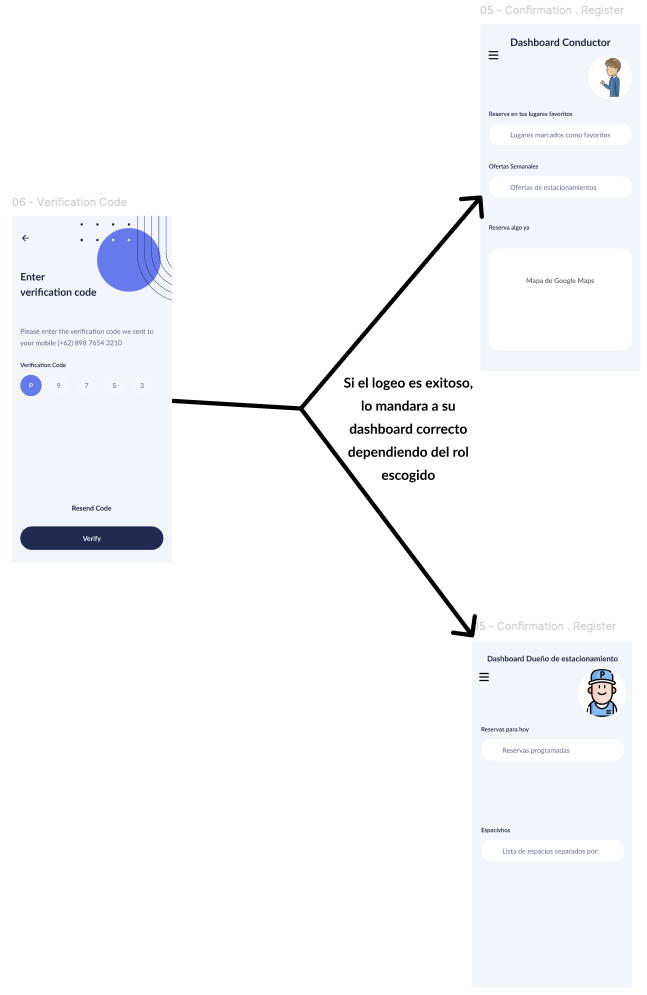 05 - Confirmation . Register
Dashboard Conductor
Reserva en tus lugares favoritos
Lugares marcados como favoritos
Ofertas Semanales
Ofertas de estacionamientos
Reserva algo ya
Mapa de Google Maps
06 - Verification Code
Enter
verification code
Please enter the verification code we sent to
your mobile (+62) 898 7654 3210
Verification Code
P 9 7 5 3
Resend Code
Verify
Si el logeo es exitoso,
lo mandara a su
dashboard correcto
dependiendo del rol
escogido
05 - Confirmation . Register
Dashboard Dueño de estacionamiento
P
Reservas para hoy
Reservas programadas
Espacivhos
Lista de espacios separados por: